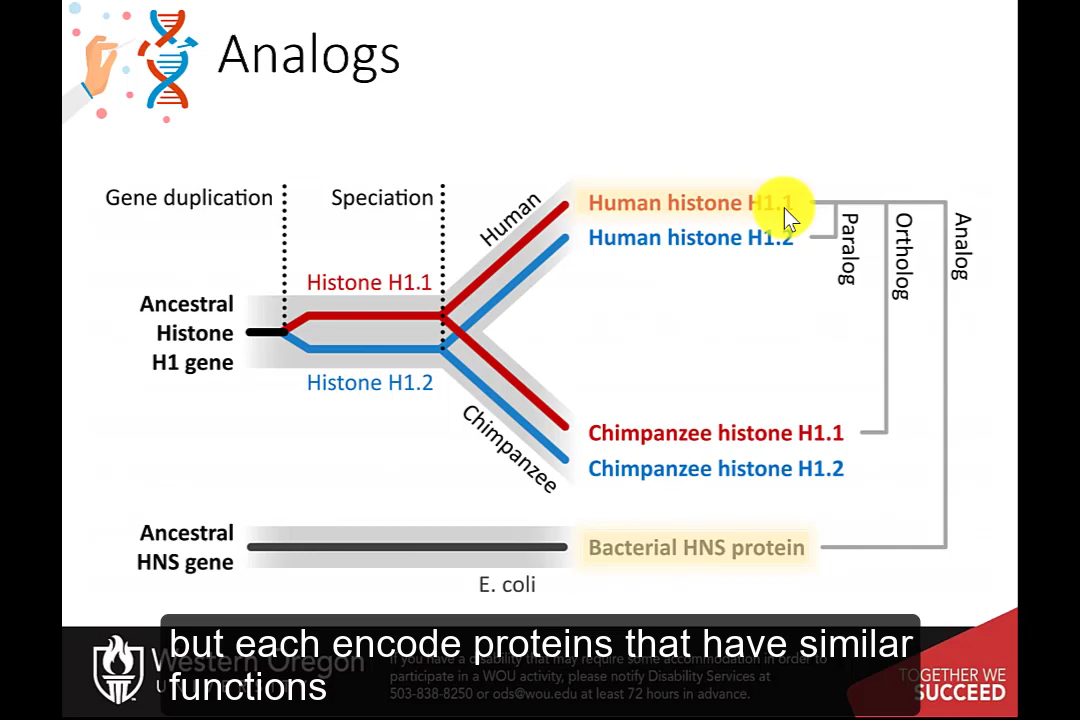 Analogs
Gene duplication
Speciation
Human
Human histone H1.1
Human histone H1.2
Paralog
Ortholog
Analog
Histone H1.1
Ancestral
Histone
H1 gene
Histone H1.2
Chimpanzee
Chimpanzee histone H1.1
Chimpanzee histone H1.2
Ancestral
HNS gene
Bacterial HNS protein
E. coli
but each encode proteins that have similar
functions
Western Oregon
If you have a disability that may require some accommodation in order to
participate in a WOU activity, please notify Disability Services at
503-838-8250 or ods@wou.edu at least 72 hours in advance.
TOGETHER WE
SUCCEED